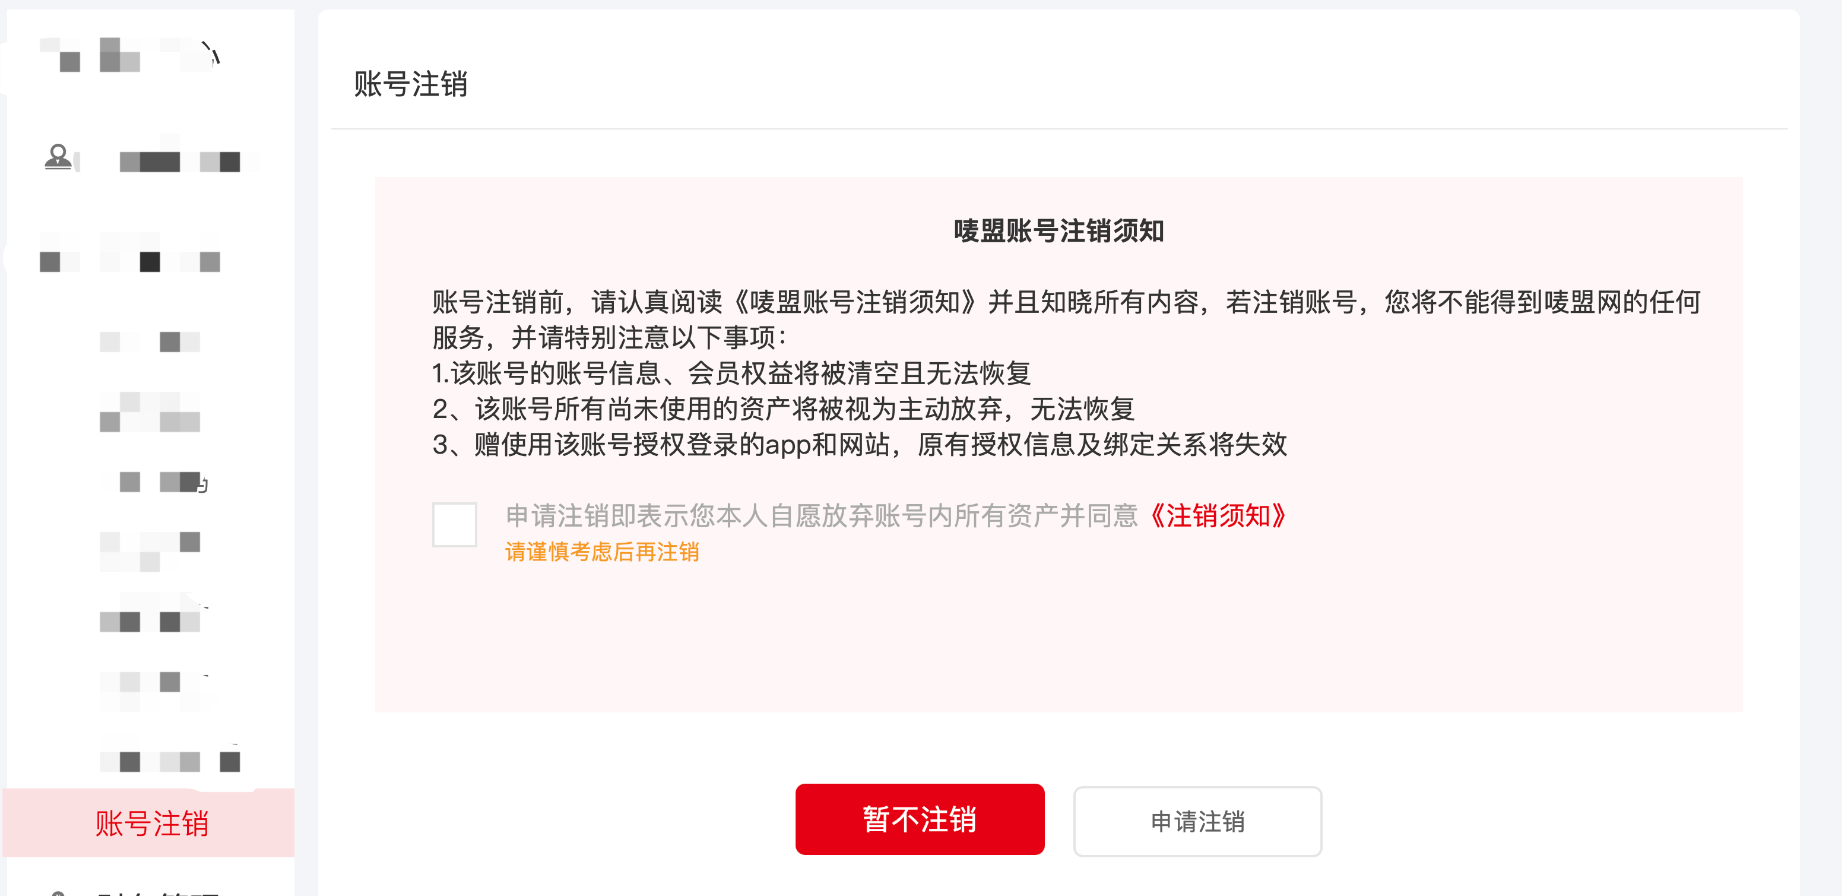 账号注销
唛盟账号注销须知
账号注销前，请认真阅读《唛盟账号注销须知》并且知晓所有内容，若注销账号，您将不能得到唛盟网的任何
服务，并请特别注意以下事项：
1.该账号的账号信息、会员权益将被清空且无法恢复
2、该账号所有尚未使用的资产将被视为主动放弃，无法恢复
3、赠使用该账号授权登录的app和网站，原有授权信息及绑定关系将失效
申请注销即表示您本人自愿放弃账号内所有资产并同意《注销须知》
请谨慎考虑后再注销
暂不注销
申请注销
账号注销